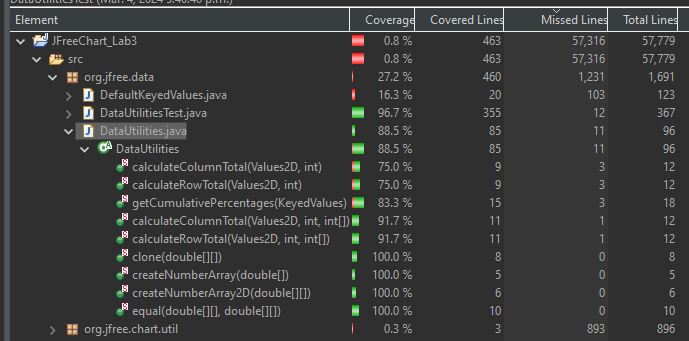 DataUtilitiesTest (Mar. 4, 2024 5:40:40 p.m.)
Element Coverage Covered Lines Missed Lines Total Lines
JFreeChart_Lab3 0.8 % 463 57,316 57,779
src 0.8 % 463 57,316 57,779
org.jfree.data 27.2 % 460 1,231 1,691
DefaultKeyedValues.java 16.3 % 20 103 123
DataUtilitiesTest.java 96.7 % 355 12 367
DataUtilities.java 88.5 % 85 11 96
DataUtilities 88.5 % 85 11 96
calculateColumnTotal(Values2D, int) 75.0 % 9 3 12
calculateRowTotal(Values2D, int) 75.0 % 9 3 12
getCumulativePercentages(KeyedValues) 83.3 % 15 3 18
calculateColumnTotal(Values2D, int, int[]) 91.7 % 11 1 12
calculateRowTotal(Values2D, int, int[]) 91.7 % 11 1 12
clone(double[][]) 100.0 % 8 0 8
createNumberArray(double[]) 100.0 % 5 0 5
createNumberArray2D(double[][]) 100.0 % 6 0 6
equal(double[][], double[][]) 100.0 % 10 0 10
org.jfree.chart.util 0.3 % 3 893 896